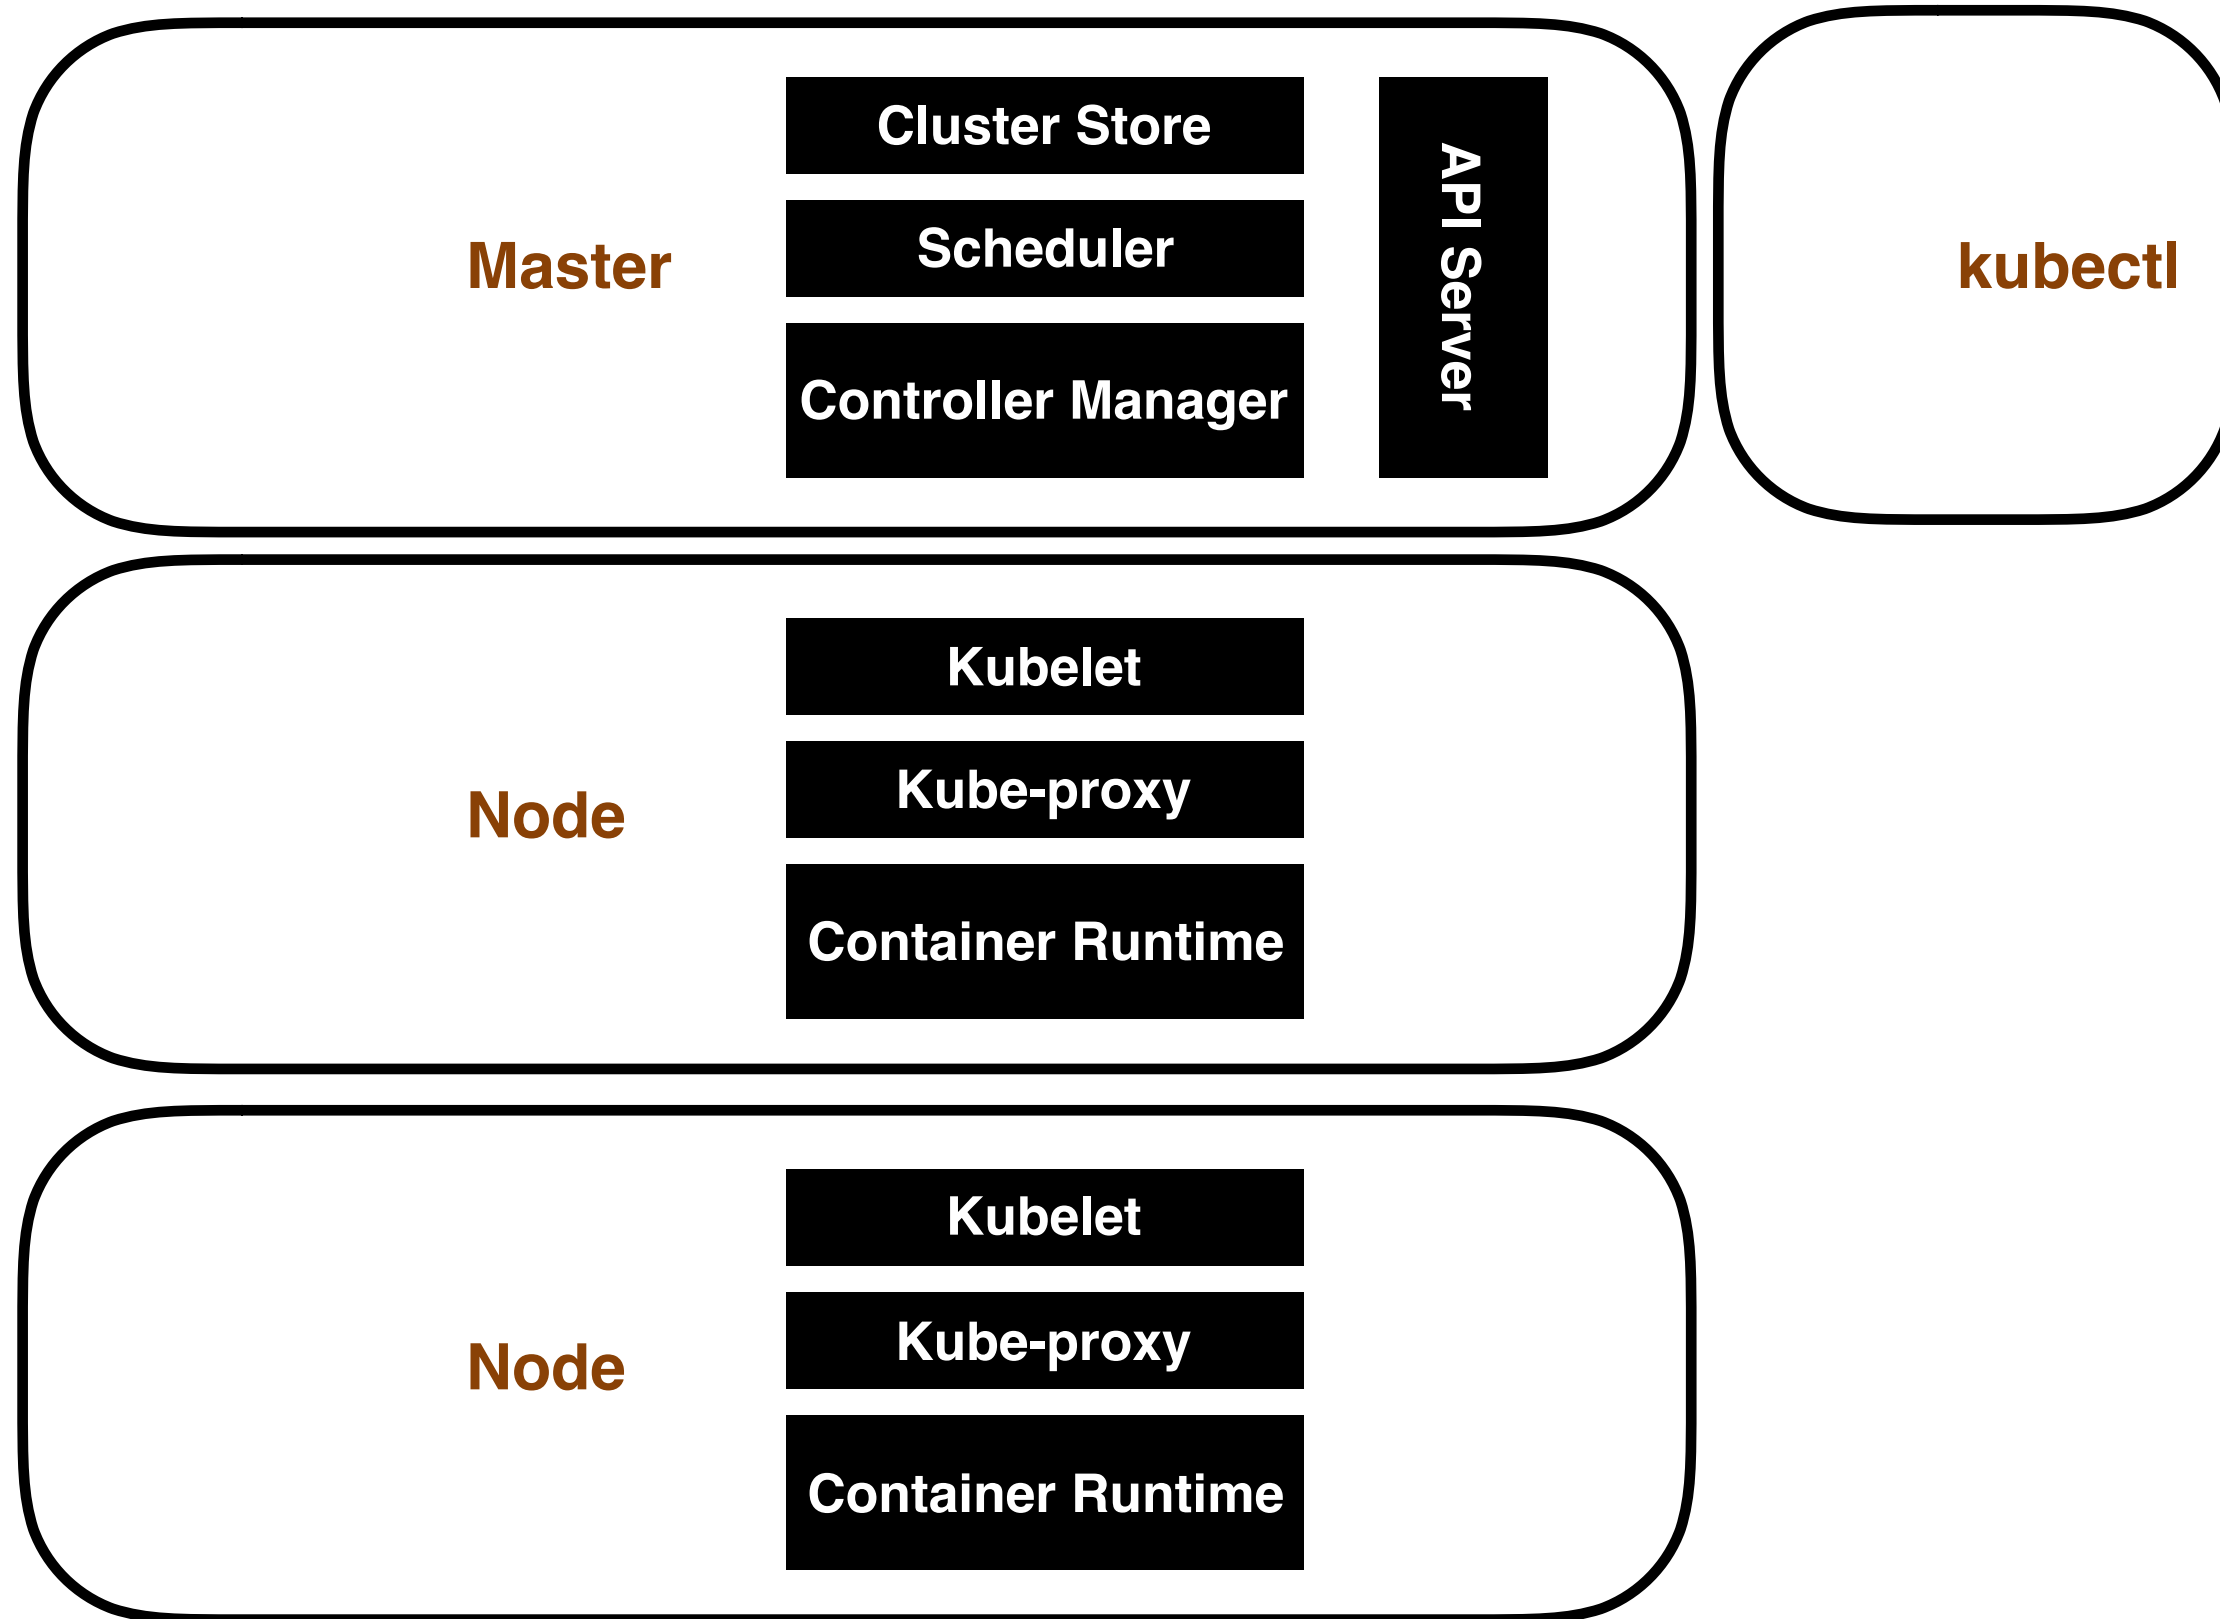 Master
Cluster Store
Scheduler
Controller Manager
API Server
kubectl
Node
Kubelet
Kube-proxy
Container Runtime
Node
Kubelet
Kube-proxy
Container Runtime